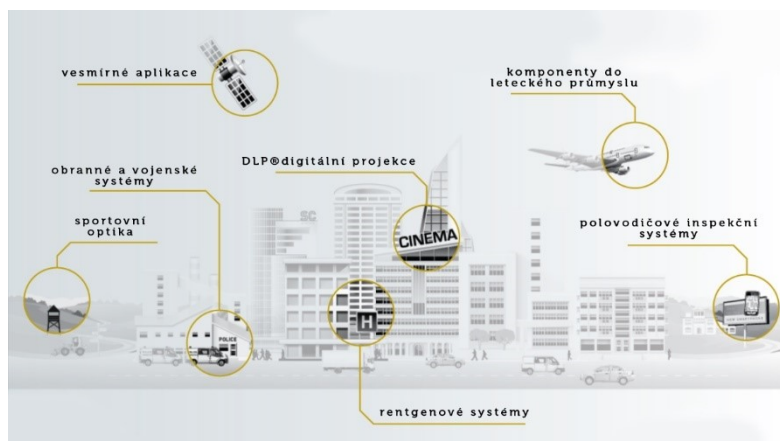 vesmírné aplikace
komponenty do
leteckého průmyslu
DLP®digitální projekce
obranné a vojenské
systémy
sportovní
optika
polovodičové inspekční
systémy
SC
CINEMA
H
POLICE
rentgenové systémy